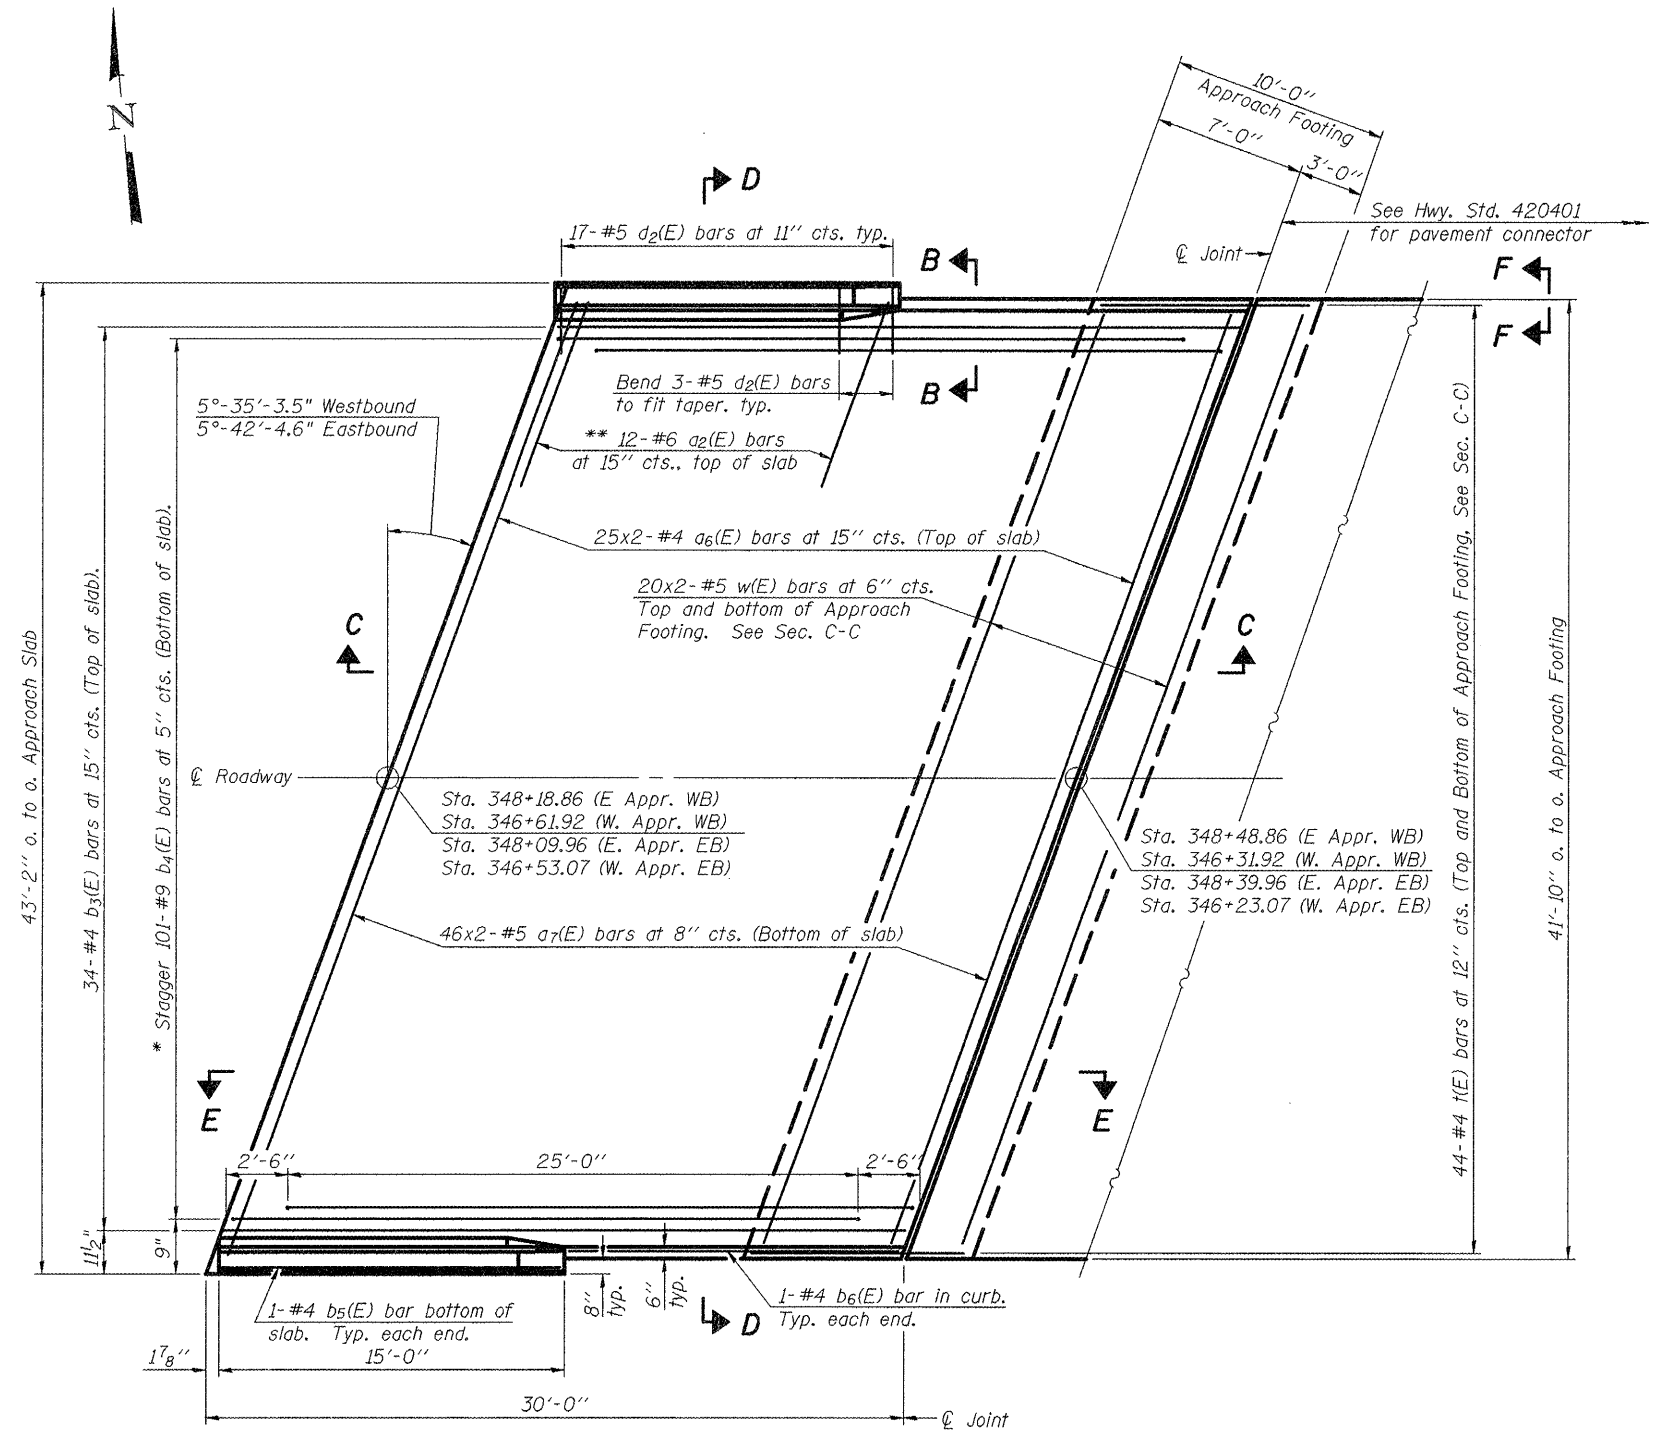 N
10'-0"
Approach Footing
7'-0"
3'-0"
D
17-#5 d2(E) bars at 11" cts. typ.
See Hwy. Std. 420401
for pavement connector
℄ Joint
B
F
F
B
Bend 3-#5 d2(E) bars
to fit taper. typ.
5°-35'-3.5" Westbound
5°-42'-4.6" Eastbound
** 12-#6 a2(E) bars
at 15" cts., top of slab
25x2-#4 a6(E) bars at 15" cts. (Top of slab)
20x2-#5 w(E) bars at 6" cts.
Top and bottom of Approach
Footing. See Sec. C-C
C
C
43'-2" o. to o. Approach Slab
34-#4 b3(E) bars at 15" cts. (Top of slab).
* Stagger 101-#9 b4(E) bars at 5" cts. (Bottom of slab).
44-#4 t(E) bars at 12" cts. (Top and Bottom of Approach Footing. See Sec. C-C)
41'-10" o. to o. Approach Footing
℄ Roadway
Sta. 348+18.86 (E Appr. WB)
Sta. 346+61.92 (W. Appr. WB)
Sta. 348+09.96 (E. Appr. EB)
Sta. 346+53.07 (W. Appr. EB)
Sta. 348+48.86 (E Appr. WB)
Sta. 346+31.92 (W. Appr. WB)
Sta. 348+39.96 (E. Appr. EB)
Sta. 346+23.07 (W. Appr. EB)
46x2-#5 a7(E) bars at 8" cts. (Bottom of slab)
E
E
2'-6"
25'-0"
2'-6"
11½"
9"
8"
typ.
6"
typ.
D
1-#4 b5(E) bar bottom of
slab. Typ. each end.
1-#4 b6(E) bar in curb.
Typ. each end.
1⅞"
15'-0"
30'-0"
℄ Joint